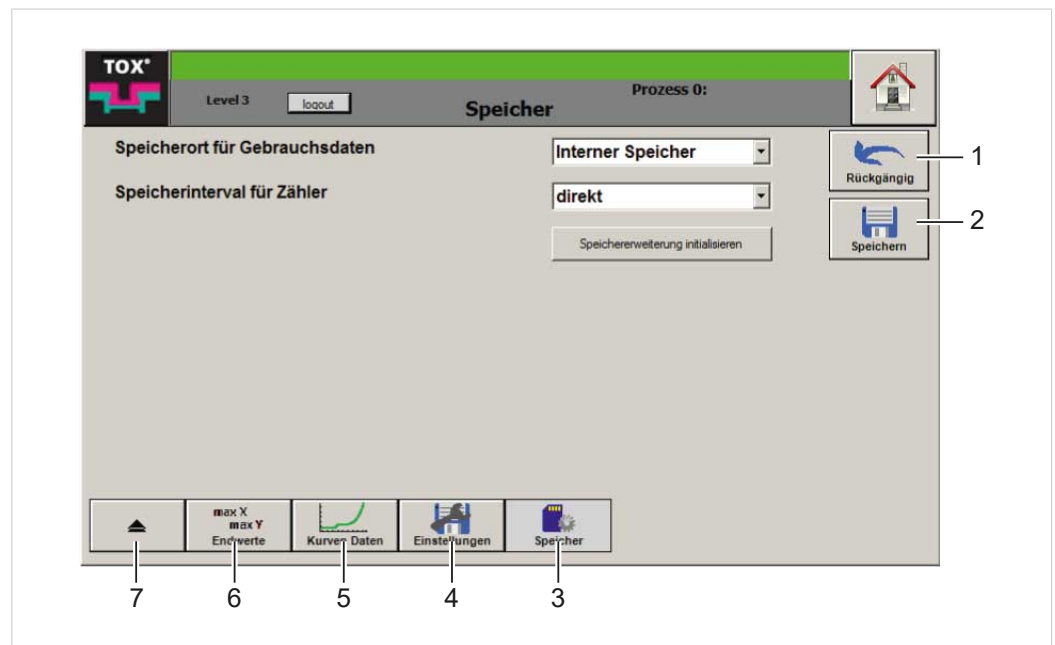 TOX®
Level 3
logout
Prozess 0:
Speicher
Speicherort für Gebrauchsdaten
Interner Speicher
Rückgängig
1
Speicherinterval für Zähler
direkt
Speichern
2
Speichererweiterung initialisieren
max X
max Y
Endwerte
Kurven Daten
Einstellungen
Speicher
7
6
5
4
3